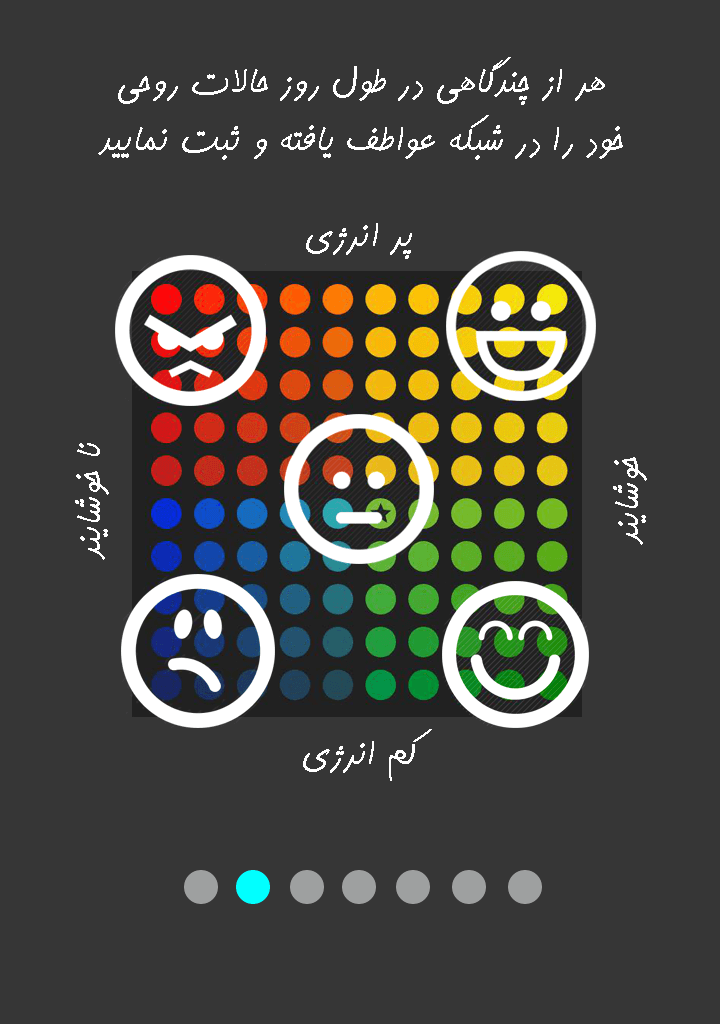 هر از چندگاهی در طول روز حالات روحی
خود را در شبکه عواطف یافته و ثبت نمایید
پر انرژی
نا خوشایند
خوشایند
کم انرژی